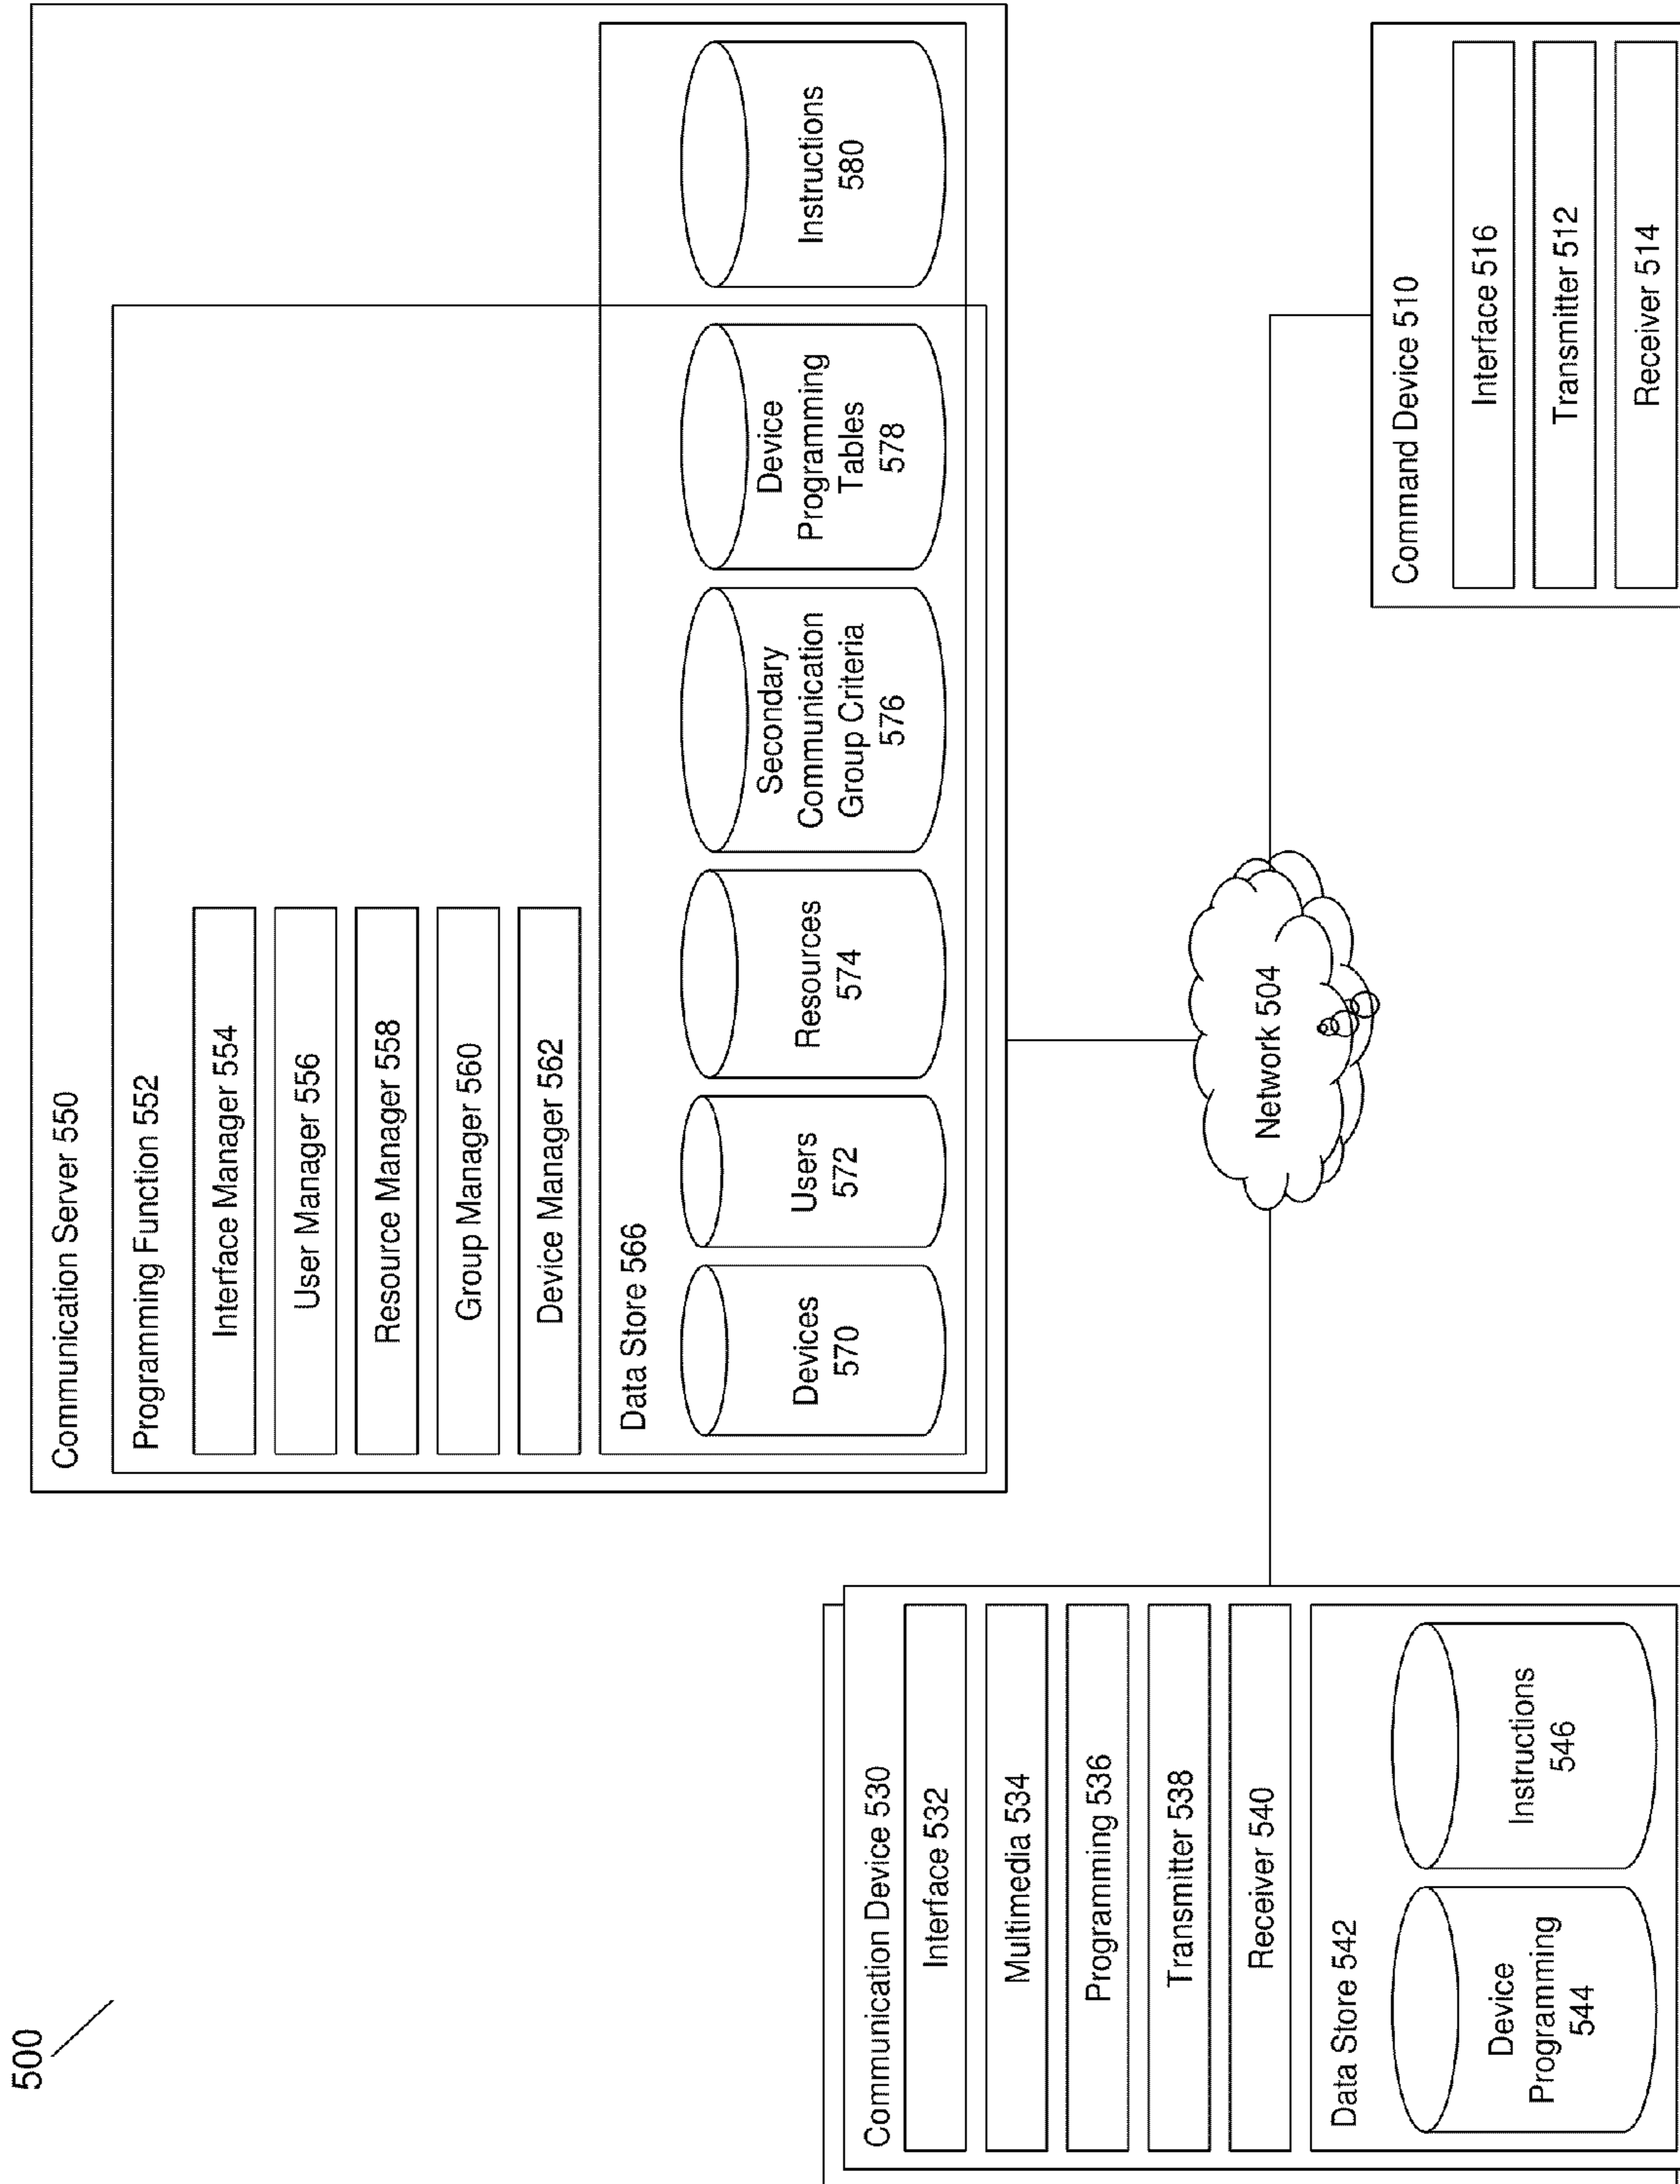 500
Communication Server 550
Programming Function 552
Interface Manager 554
User Manager 556
Resource Manager 558
Group Manager 560
Device Manager 562
Data Store 566
Devices
570
Users
572
Resources
574
Secondary
Communication
Group Criteria
576
Device
Programming
Tables
578
Instructions
580
Network 504
Communication Device 530
Interface 532
Multimedia 534
Programming 536
Transmitter 538
Receiver 540
Data Store 542
Device
Programming
544
Instructions
546
Command Device 510
Interface 516
Transmitter 512
Receiver 514